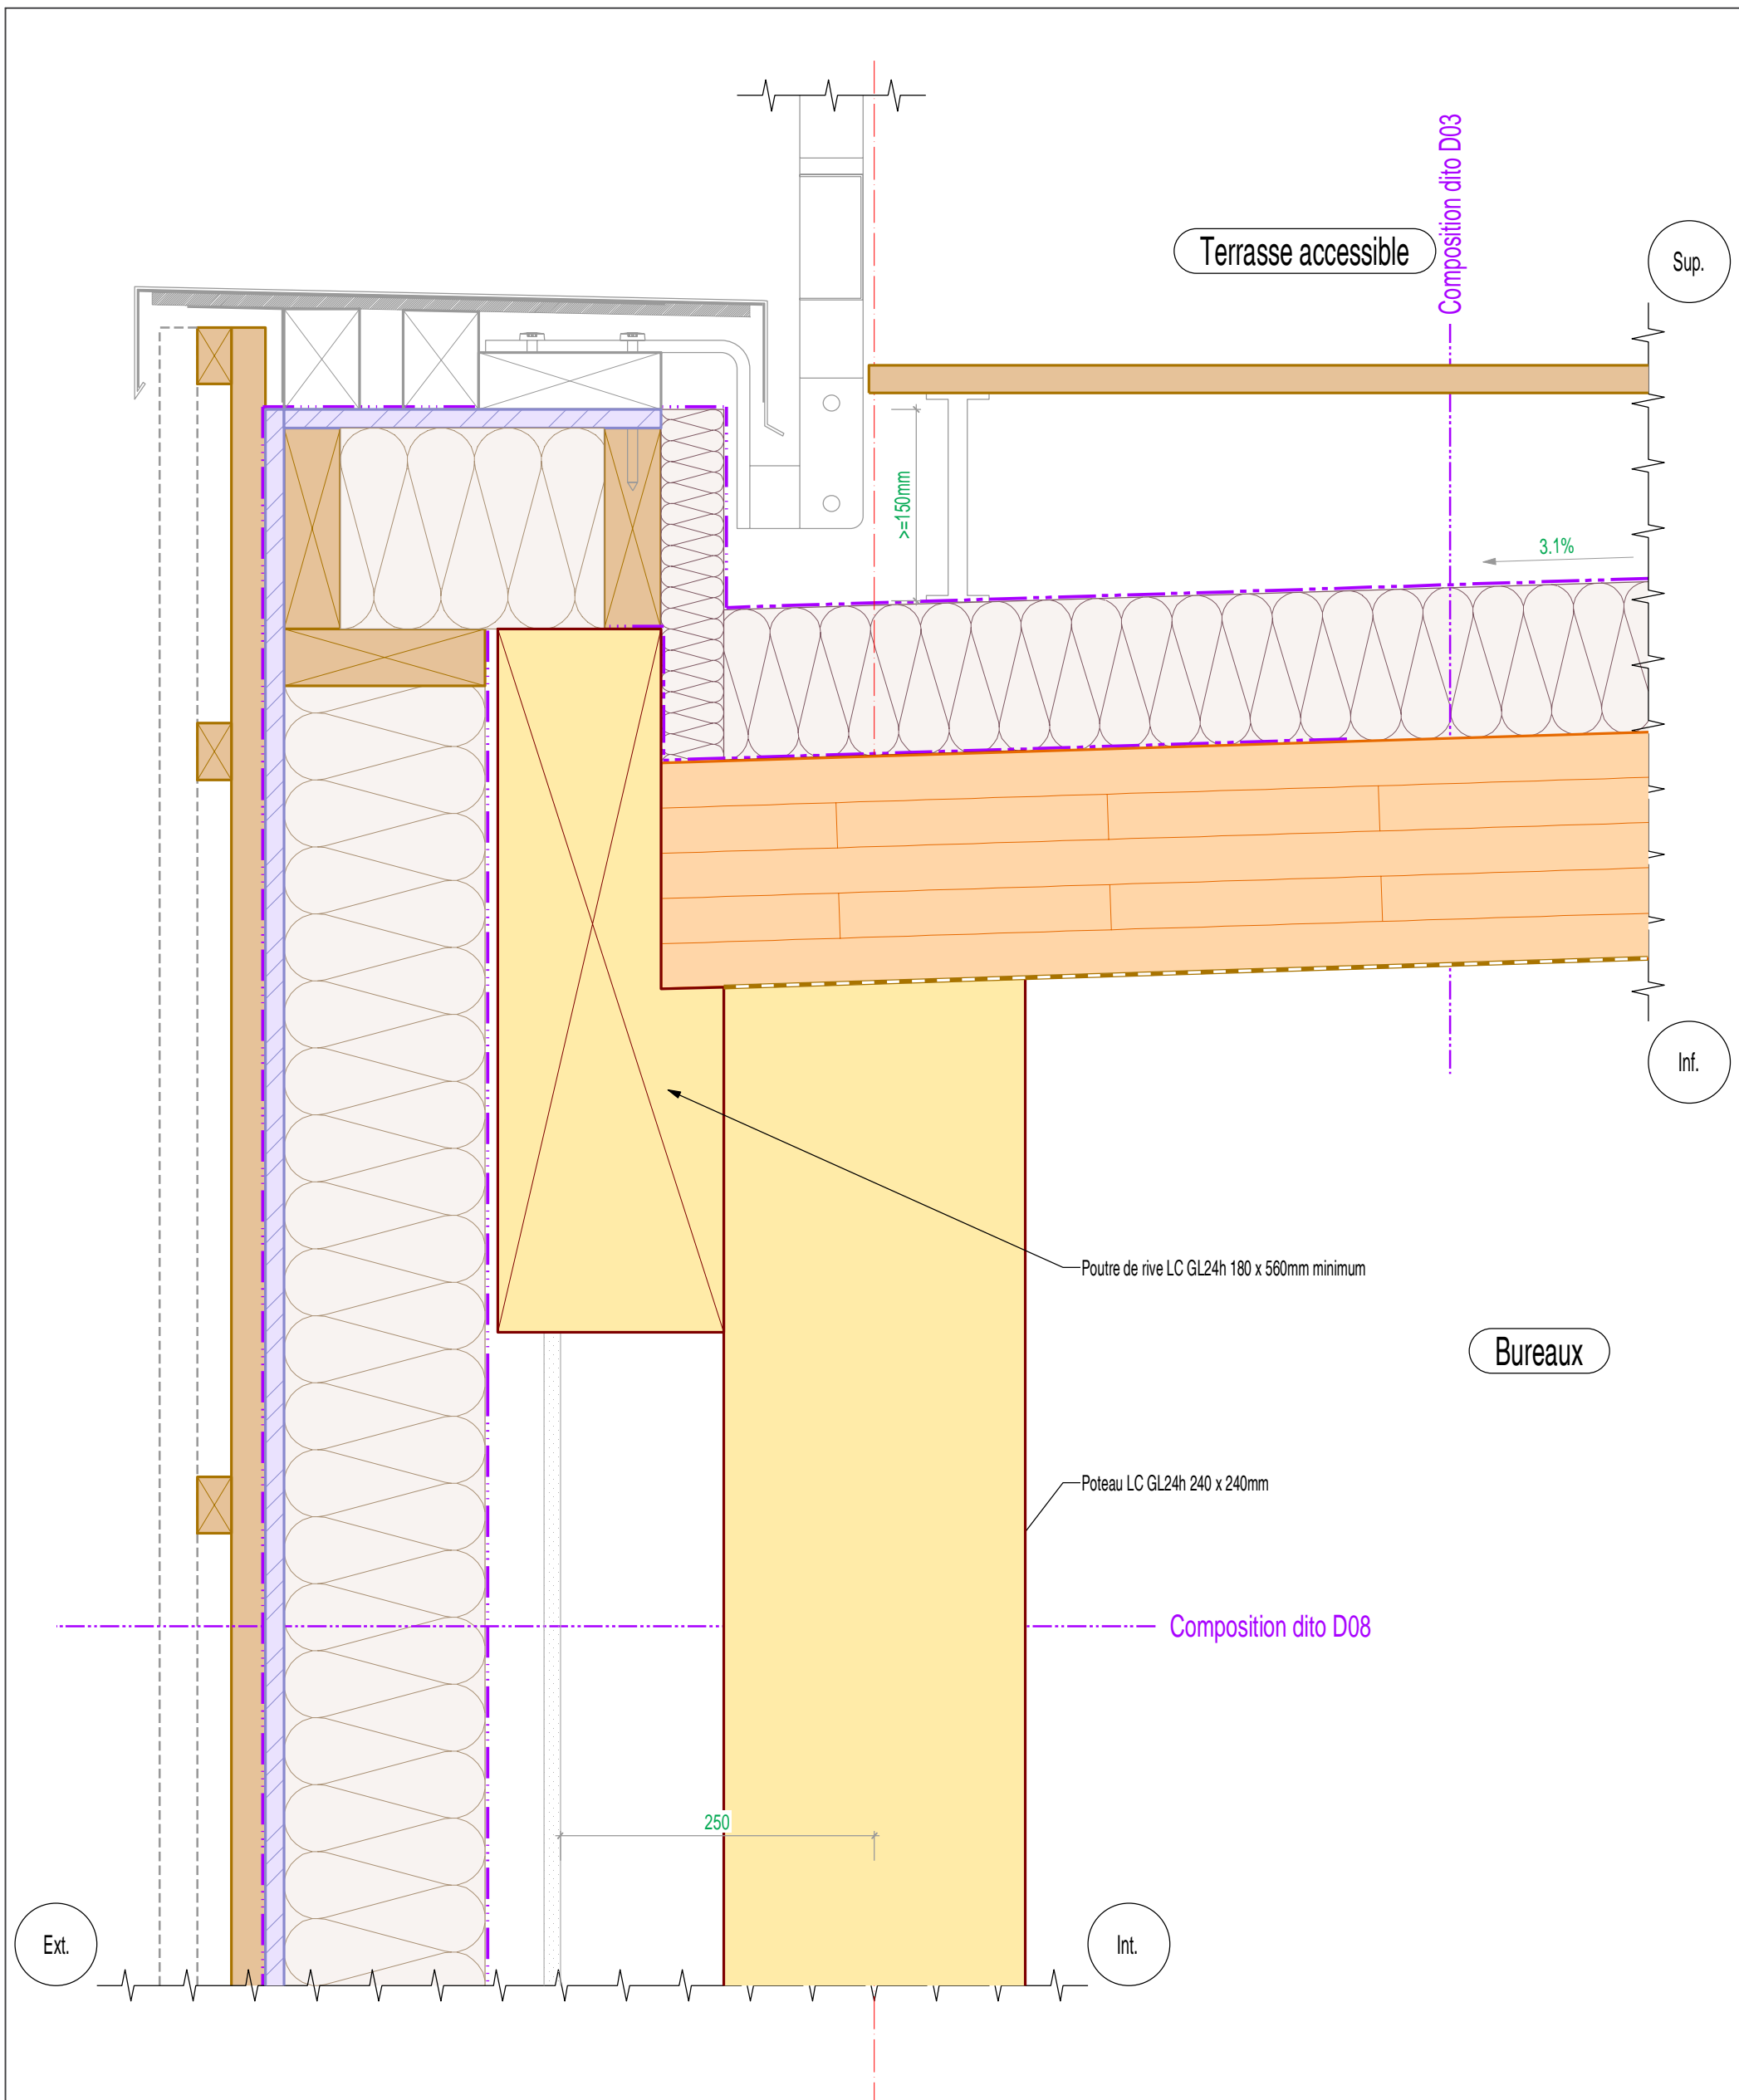 Composition dito D03
Terrasse accessible
Sup.
>=150mm
3.1%
Inf.
Poutre de rive LC GL24h 180 x 560mm minimum
Bureaux
Poteau LC GL24h 240 x 240mm
Composition dito D08
250
Ext.
Int.